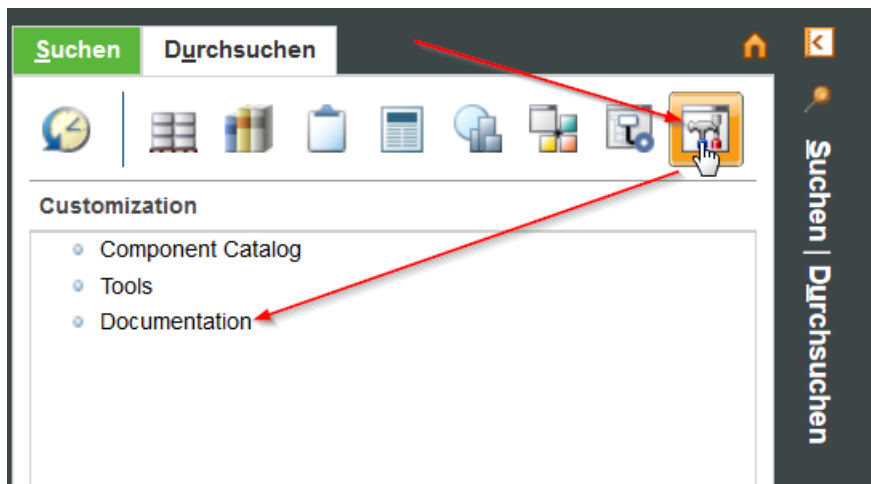 Suchen
Durchsuchen
Customization
Component Catalog
Tools
Documentation
Suchen | Durchsuchen